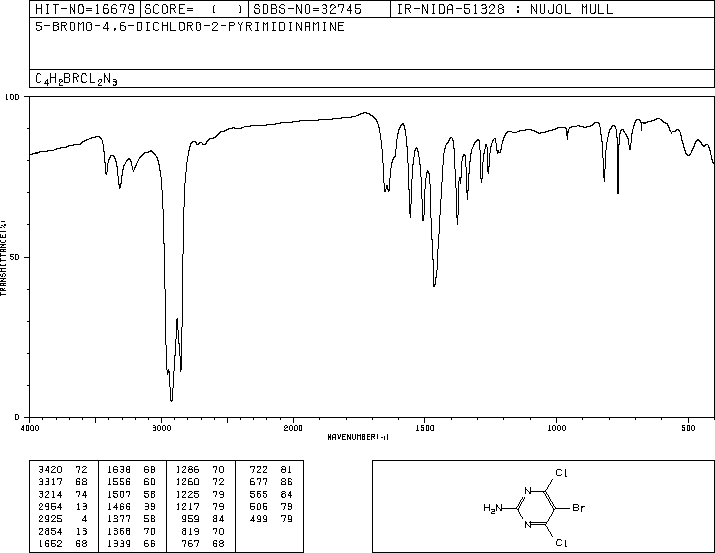 HIT-NO=16679 SCORE= ( ) SDBS-NO=32745 IR-NIDA-51328 : NUJOL MULL
5-BROMO-4,6-DICHLORO-2-PYRIMIDINAMINE
C4H2BRCL2N3
100
50
0
TRANSMITTANCE(%)
4000 3000 2000 1500 1000 500
WAVENUMBER(-1)
3420 72 1638 68 1286 70 722 81
3317 68 1556 60 1260 72 677 86
3214 74 1507 58 1225 79 565 84
2954 13 1466 39 1217 79 506 79
2925 4 1377 58 959 84 499 79
2854 13 1368 70 819 70
1652 68 1339 66 767 68
Cl
N
H2N
Br
N
Cl